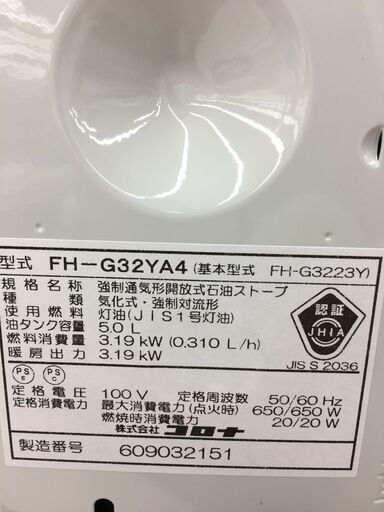 型式 FH-G32YA4 (基本型式 FH-G3223Y)
規格名称 強制通気形開放式石油ストーブ
種類 気化式・強制対流形
使用燃料 灯油(JIS1号灯油)
油タンク容量 5.0 L
燃料消費量 3.19 kW (0.310 L/h)
暖房出力 3.19 kW
認証
JHIA
JIS S 2036
PS E
PS C
定格電圧 100 V 定格周波数 50/60 Hz
定格消費電力 最大消費電力(点火時) 650/650 W
燃焼時消費電力 20/20 W
株式会社 コロナ
製造番号 609032151